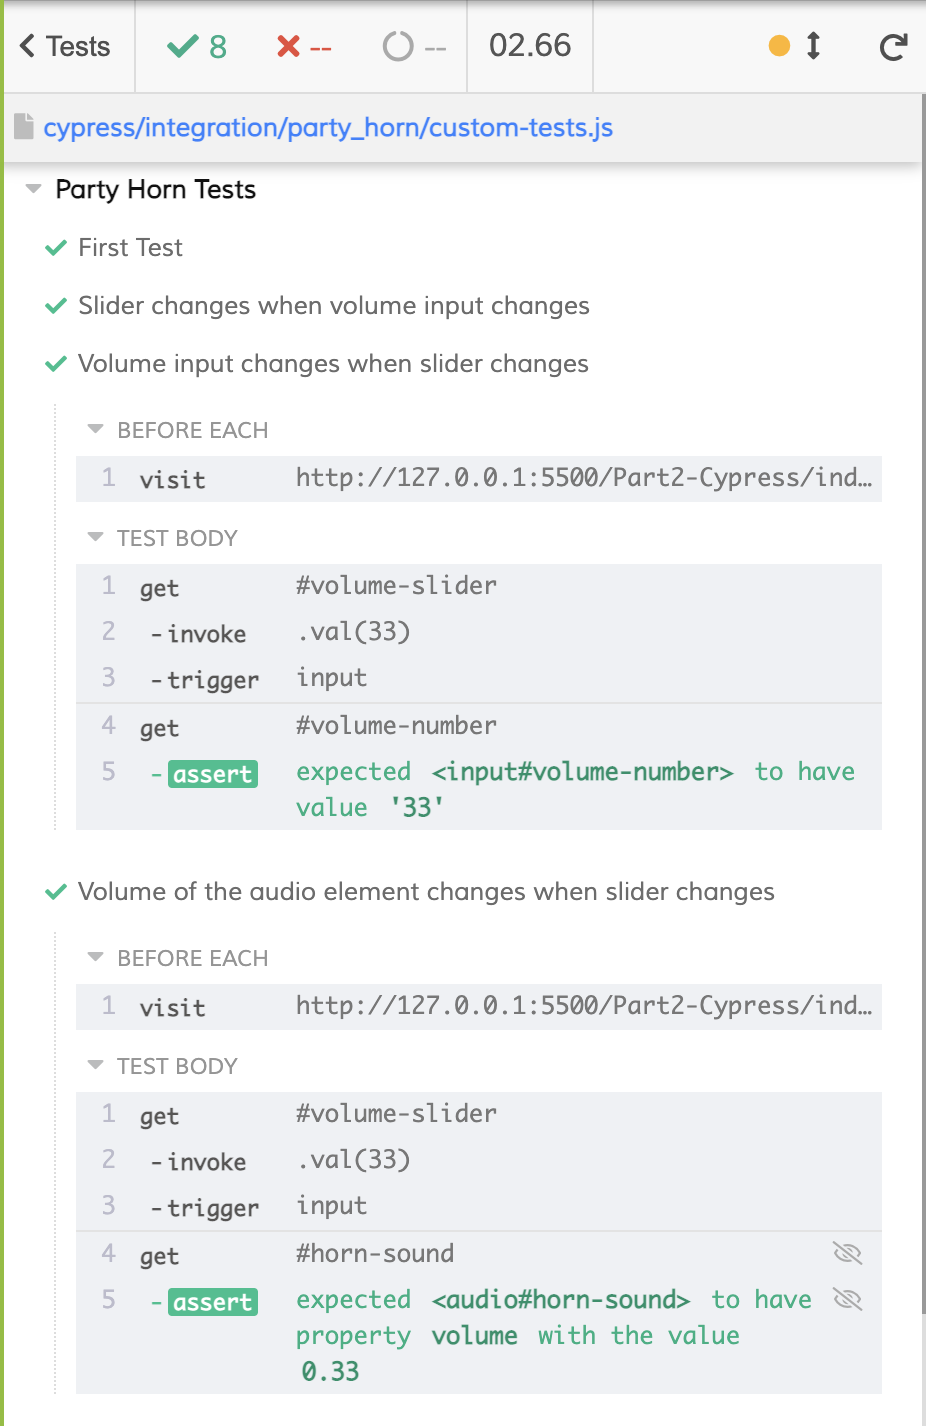 Tests 8 -- -- 02.66
cypress/integration/party_horn/custom-tests.js
Party Horn Tests
First Test
Slider changes when volume input changes
Volume input changes when slider changes
BEFORE EACH
1 visit http://127.0.0.1:5500/Part2-Cypress/ind…
TEST BODY
1 get #volume-slider
2 -invoke .val(33)
3 -trigger input
4 get #volume-number
5 -assert expected <input#volume-number> to have
value '33'
Volume of the audio element changes when slider changes
BEFORE EACH
1 visit http://127.0.0.1:5500/Part2-Cypress/ind…
TEST BODY
1 get #volume-slider
2 -invoke .val(33)
3 -trigger input
4 get #horn-sound
5 -assert expected <audio#horn-sound> to have
property volume with the value
0.33